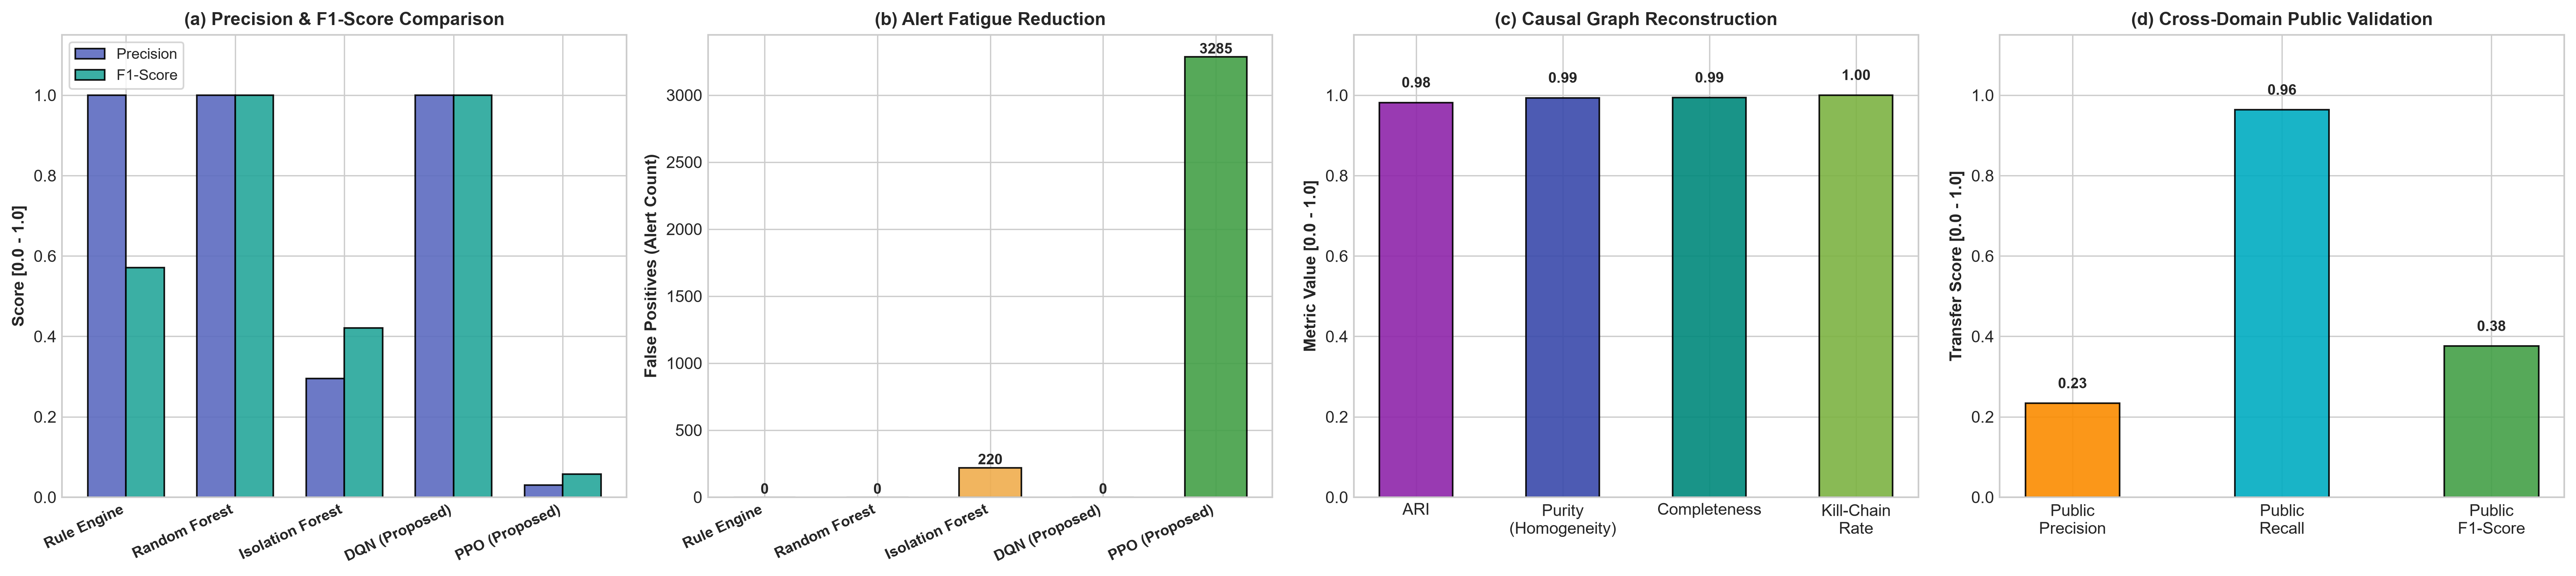 (a) Precision & F1-Score Comparison
Precision
F1-Score
Score [0.0 - 1.0]
1.0
0.8
0.6
0.4
0.2
0.0
Rule Engine
Random Forest
Isolation Forest
DQN (Proposed)
PPO (Proposed)
(b) Alert Fatigue Reduction
False Positives (Alert Count)
3000
2500
2000
1500
1000
500
0
0
0
220
0
3285
Rule Engine
Random Forest
Isolation Forest
DQN (Proposed)
PPO (Proposed)
(c) Causal Graph Reconstruction
Metric Value [0.0 - 1.0]
1.0
0.8
0.6
0.4
0.2
0.0
0.98
0.99
0.99
1.00
ARI
Purity
(Homogeneity)
Completeness
Kill-Chain
Rate
(d) Cross-Domain Public Validation
Transfer Score [0.0 - 1.0]
1.0
0.8
0.6
0.4
0.2
0.0
0.23
0.96
0.38
Public
Precision
Public
Recall
Public
F1-Score